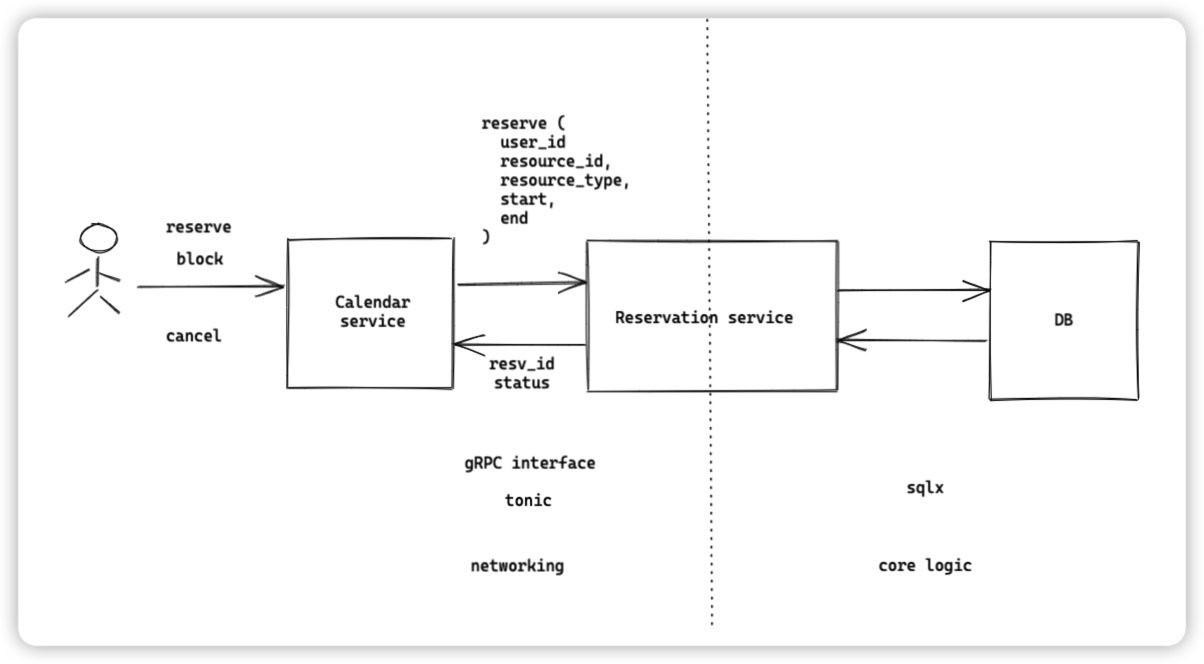 reserve (
user_id
resource_id,
resource_type,
start,
end
)
reserve
block
cancel
Calendar
service
resv_id
status
Reservation service
DB
gRPC interface
tonic
networking
sqlx
core logic